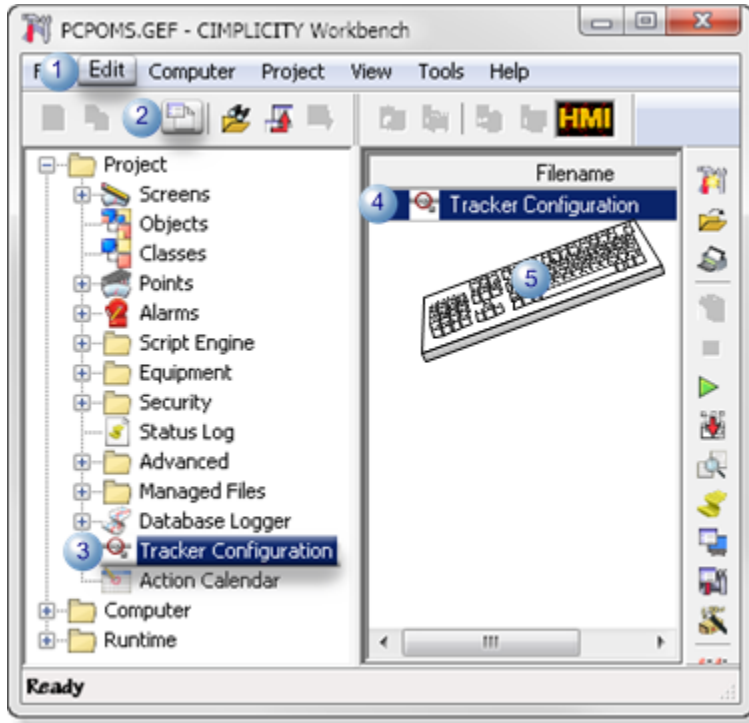 PCPOMS.GEF - CIMPLICITY Workbench
F 1 Edit Computer Project View Tools Help
2 HMI
Project
Screens
Objects
Classes
Points
Alarms
Script Engine
Equipment
Security
Status Log
Advanced
Managed Files
Database Logger
3 Tracker Configuration
Action Calendar
Computer
Runtime
Filename
4 Tracker Configuration
5
Ready